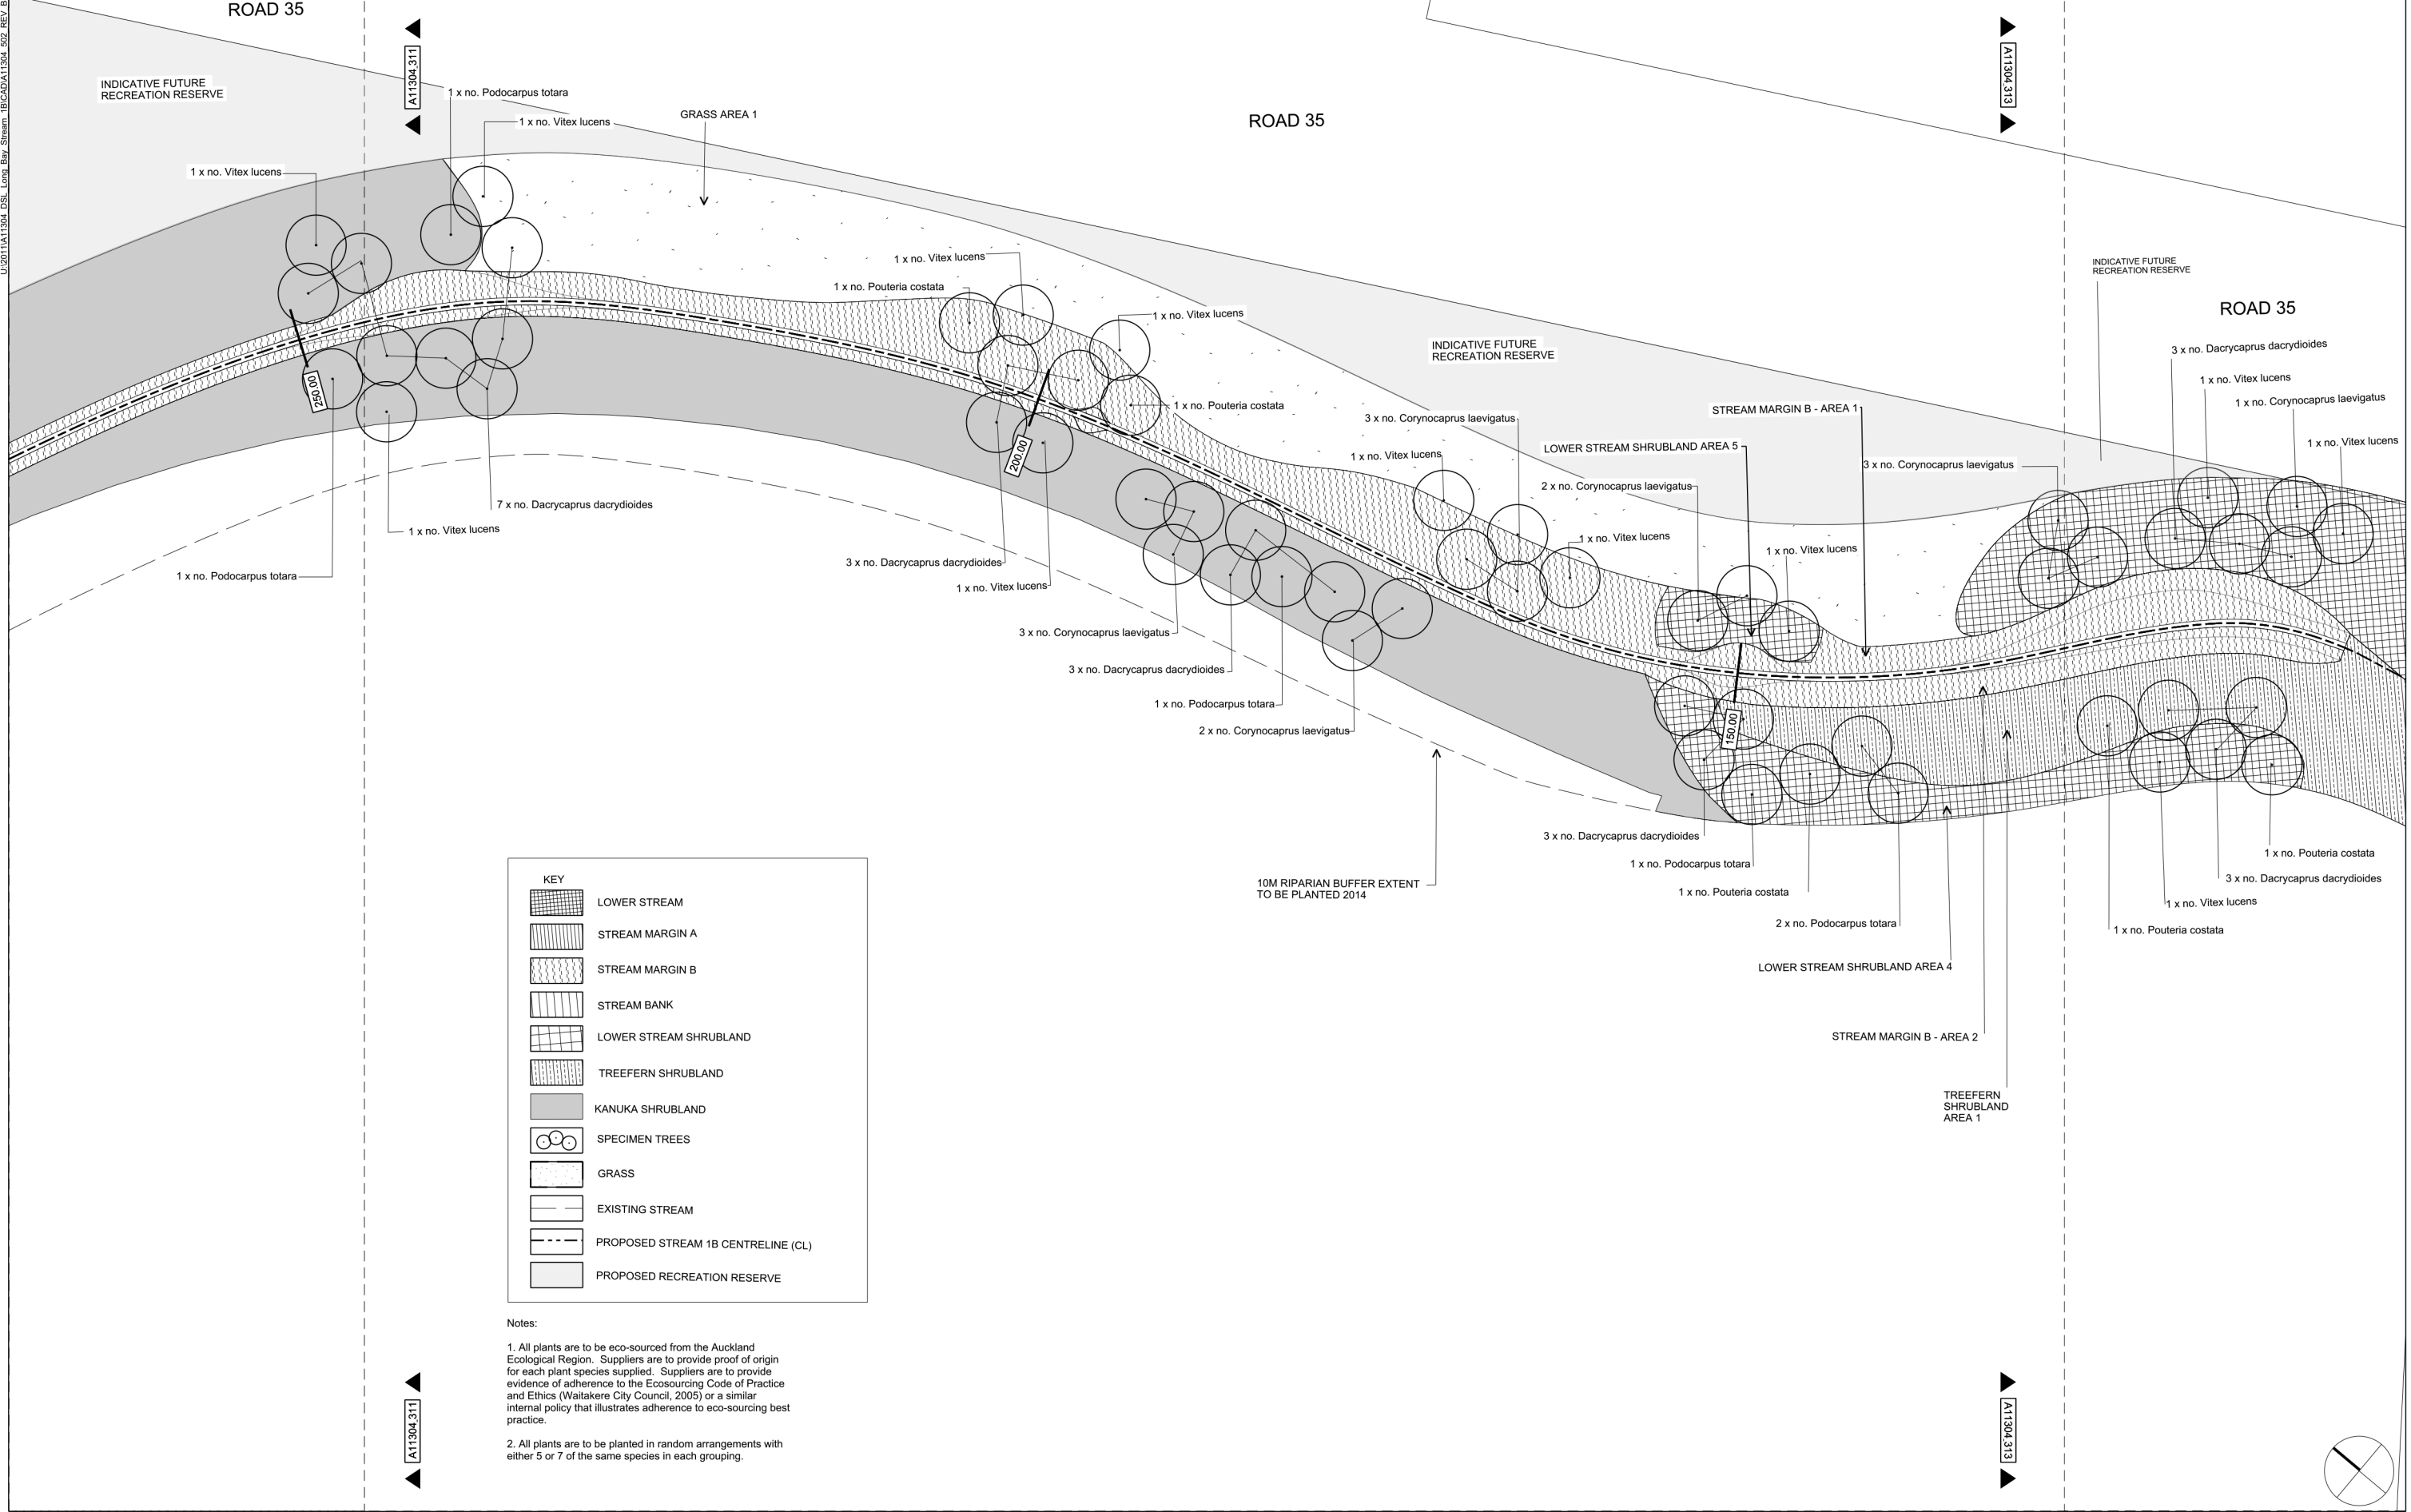 ROAD 35
U:\2011\A11304_DSL_Long_Bay_Stream_1B\CAD\A11304_502_REV_B
A11304.311
A11304.313
INDICATIVE FUTURE
RECREATION RESERVE
1 x no. Podocarpus totara
1 x no. Vitex lucens
GRASS AREA 1
ROAD 35
1 x no. Vitex lucens
1 x no. Vitex lucens
1 x no. Pouteria costata
1 x no. Vitex lucens
INDICATIVE FUTURE
RECREATION RESERVE
ROAD 35
INDICATIVE FUTURE
RECREATION RESERVE
3 x no. Dacrycaprus dacrydioides
1 x no. Vitex lucens
1 x no. Corynocaprus laevigatus
1 x no. Vitex lucens
250.00
1 x no. Pouteria costata
3 x no. Corynocaprus laevigatus
STREAM MARGIN B - AREA 1
LOWER STREAM SHRUBLAND AREA 5
1 x no. Vitex lucens
3 x no. Corynocaprus laevigatus
200.00
2 x no. Corynocaprus laevigatus
7 x no. Dacrycaprus dacrydioides
1 x no. Vitex lucens
1 x no. Vitex lucens
1 x no. Vitex lucens
3 x no. Dacrycaprus dacrydioides
1 x no. Podocarpus totara
1 x no. Vitex lucens
3 x no. Corynocaprus laevigatus
3 x no. Dacrycaprus dacrydioides
1 x no. Podocarpus totara
2 x no. Corynocaprus laevigatus
150.00
3 x no. Dacrycaprus dacrydioides
1 x no. Podocarpus totara
1 x no. Pouteria costata
2 x no. Podocarpus totara
1 x no. Pouteria costata
3 x no. Dacrycaprus dacrydioides
1 x no. Vitex lucens
1 x no. Pouteria costata
10M RIPARIAN BUFFER EXTENT
TO BE PLANTED 2014
LOWER STREAM SHRUBLAND AREA 4
STREAM MARGIN B - AREA 2
TREEFERN
SHRUBLAND
AREA 1
KEY
LOWER STREAM
STREAM MARGIN A
STREAM MARGIN B
STREAM BANK
LOWER STREAM SHRUBLAND
TREEFERN SHRUBLAND
KANUKA SHRUBLAND
SPECIMEN TREES
GRASS
EXISTING STREAM
PROPOSED STREAM 1B CENTRELINE (CL)
PROPOSED RECREATION RESERVE
Notes:
1. All plants are to be eco-sourced from the Auckland
Ecological Region. Suppliers are to provide proof of origin
for each plant species supplied. Suppliers are to provide
evidence of adherence to the Ecosourcing Code of Practice
and Ethics (Waitakere City Council, 2005) or a similar
internal policy that illustrates adherence to eco-sourcing best
practice.
2. All plants are to be planted in random arrangements with
either 5 or 7 of the same species in each grouping.
A11304.311
A11304.313